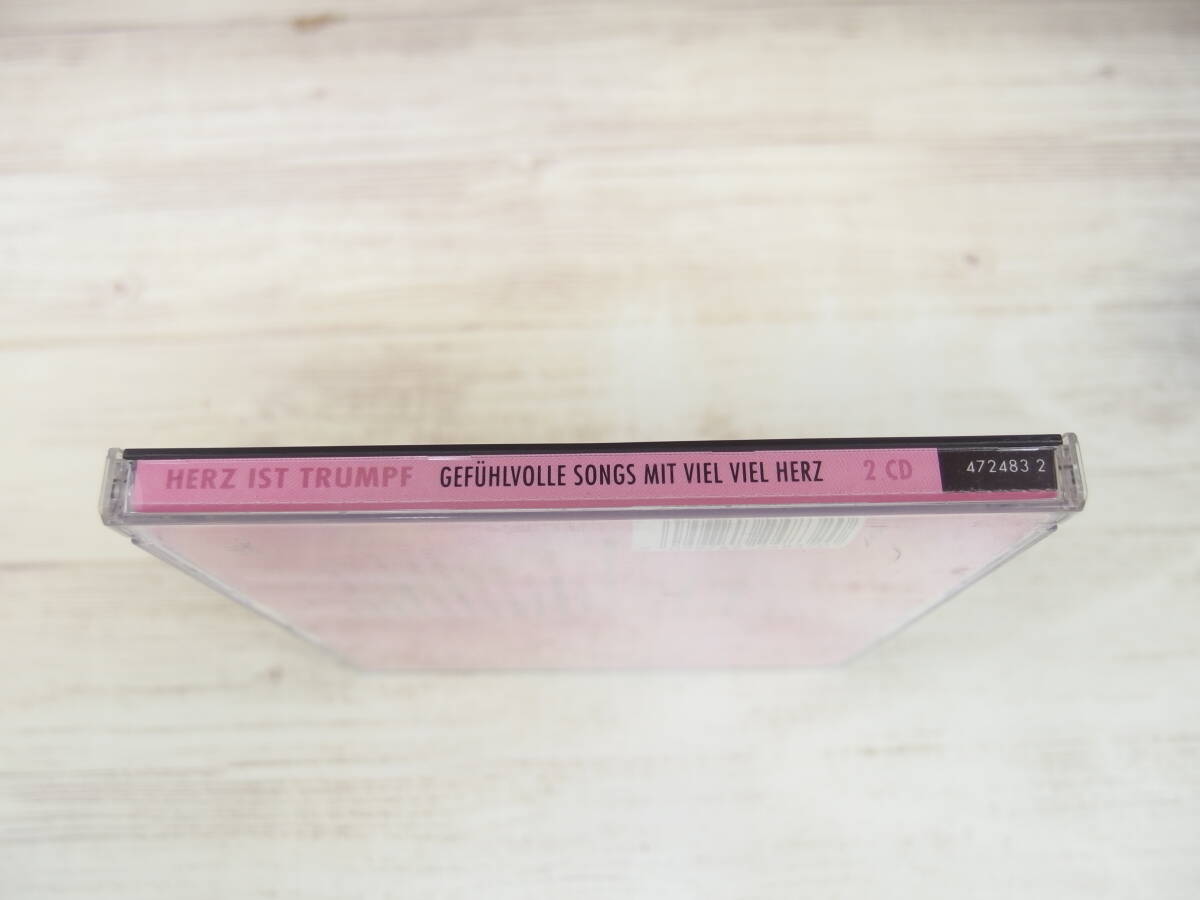 HERZ IST TRUMPF GEFÜHLVOLLE SONGS MIT VIEL VIEL HERZ 2 CD 472483 2